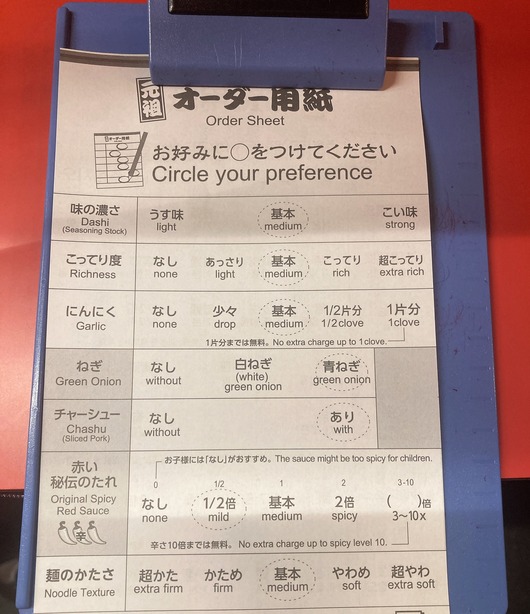 元祖 オーダー用紙
Order Sheet
お好みに○をつけてください
Circle your preference
味の濃さ
Dashi
(Seasoning Stock)
うす味 基本 こい味
light medium strong
こってり度
Richness
なし あっさり 基本 こってり 超こってり
none light medium rich extra rich
にんにく
Garlic
なし 少々 基本 1/2片分 1片分
none drop medium 1/2clove 1clove
1片分までは無料。No extra charge up to 1clove.
ねぎ
Green Onion
なし 白ねぎ 青ねぎ
without (white) green onion green onion
チャーシュー
Chashu
(Sliced Pork)
なし あり
without with
赤い
秘伝のたれ
Original Spicy
Red Sauce
辛
お子様には「なし」がおすすめ。The sauce might be too spicy for children.
0 1/2 1 2 3-10
なし 1/2倍 基本 2倍 ( )倍
none mild medium spicy 3~10x
辛さ10倍までは無料。No extra charge up to spicy level 10.
麺のかたさ
Noodle Texture
超かた かため 基本 やわめ 超やわ
extra firm firm medium soft extra soft